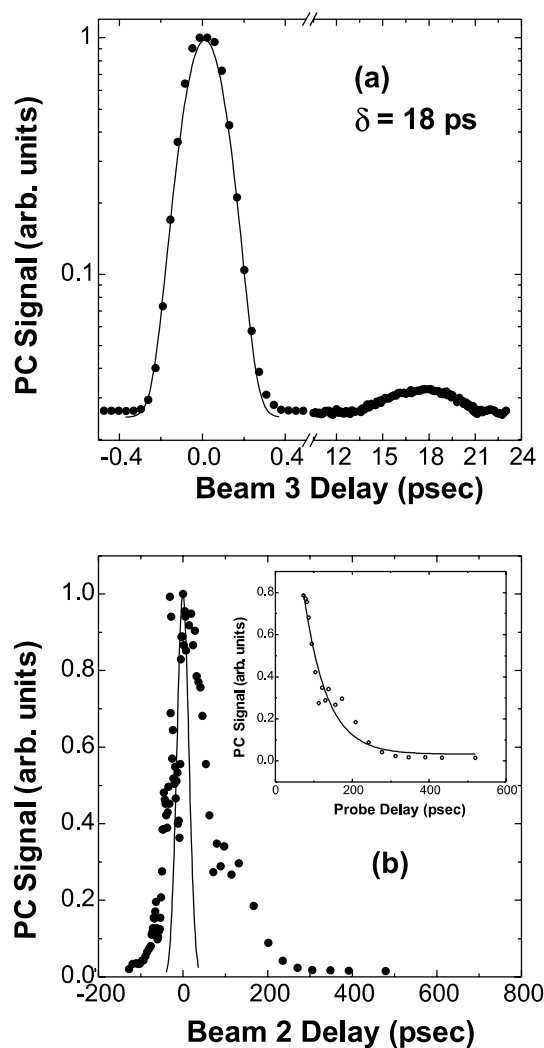 1
(a)
δ = 18 ps
0.1
PC Signal (arb. units)
-0.4 0.0 0.4 12 15 18 21 24
Beam 3 Delay (psec)
1.0
0.8
0.6
0.4
0.2
0.0
PC Signal (arb. units)
0.8
0.6
0.4
0.2
0.0
PC Signal (arb. units)
0 200 400 600
Probe Delay (psec)
(b)
-200 0 200 400 600 800
Beam 2 Delay (psec)